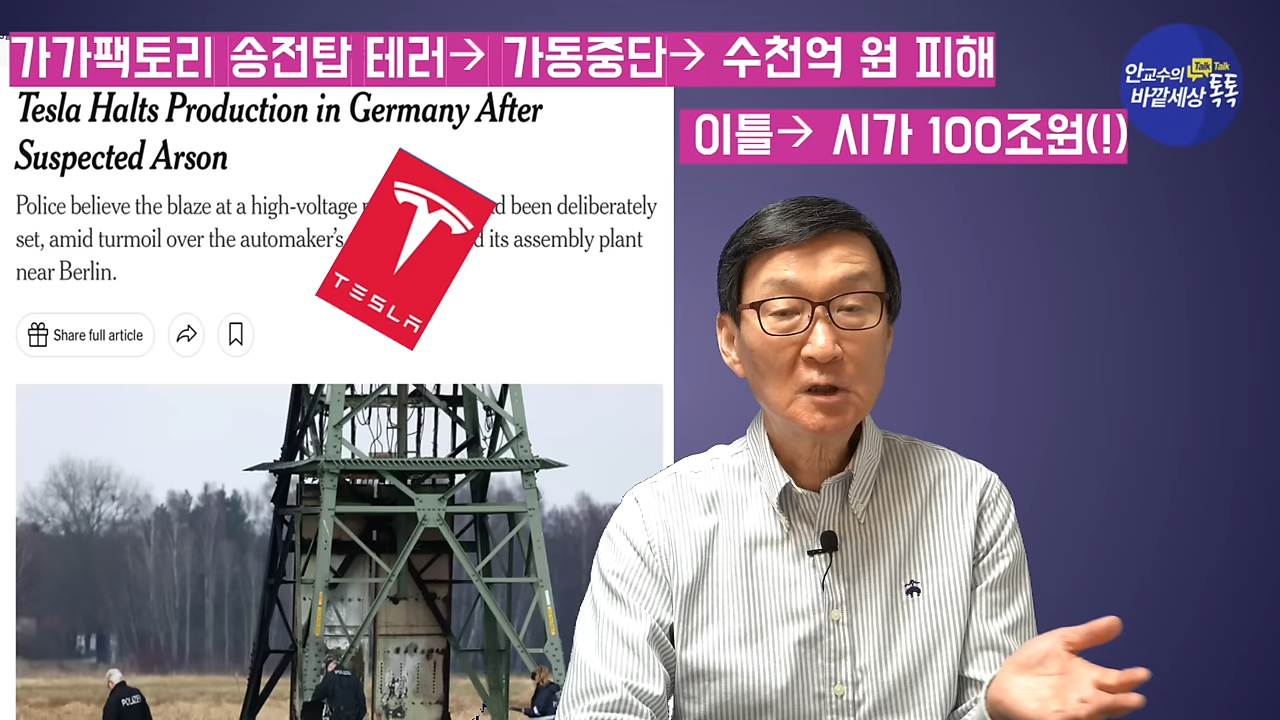 가가팩토리 송전탑 테러→ 가동중단→ 수천억 원 피해
이틀→ 시가 100조원(!)
안교수의
Talk Talk
바깥세상 톡톡
Tesla Halts Production in Germany After
Suspected Arson
Police believe the blaze at a high-voltage d been deliberately
set, amid turmoil over the automaker's d its assembly plant
near Berlin.
TESLA
Share full article
POLIZEI
POLIZEI